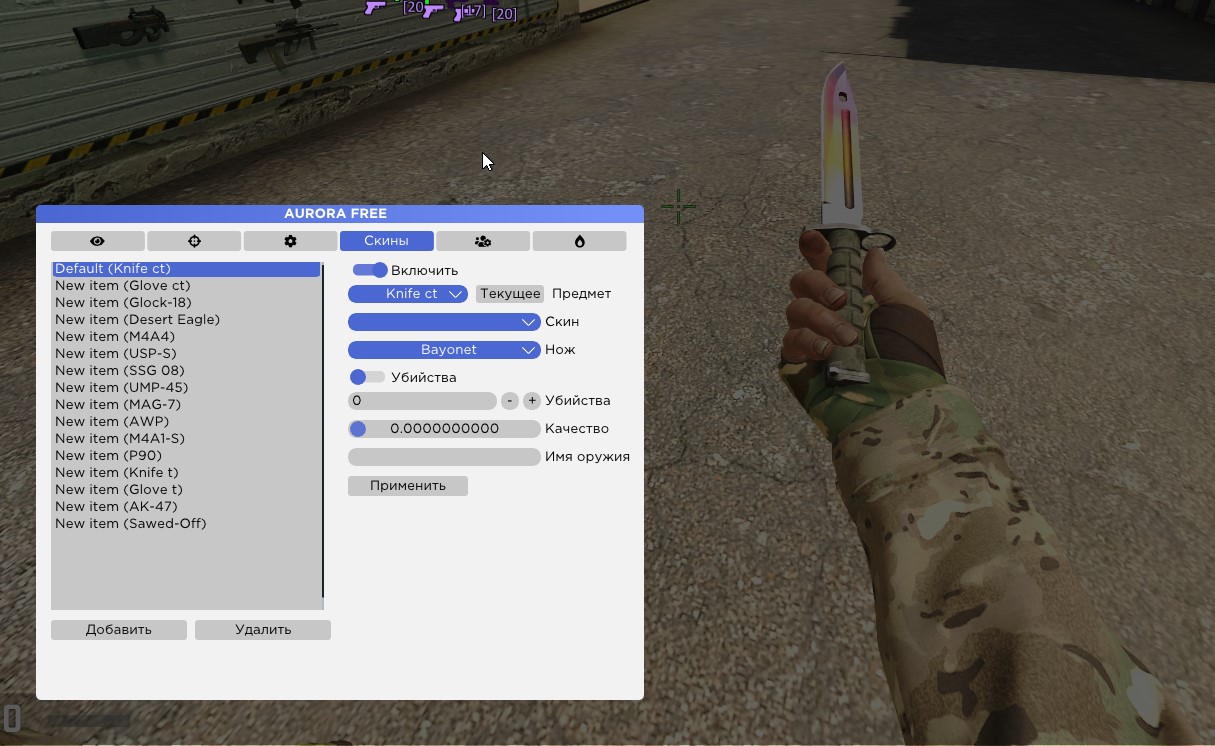 [20
[17] [20]
AURORA FREE
Скины
Default (Knife ct)
New item (Glove ct)
New item (Glock-18)
New item (Desert Eagle)
New item (M4A4)
New item (USP-S)
New item (SSG 08)
New item (UMP-45)
New item (MAG-7)
New item (AWP)
New item (M4A1-S)
New item (P90)
New item (Knife t)
New item (Glove t)
New item (AK-47)
New item (Sawed-Off)
Добавить
Удалить
Включить
Knife ct
Текущее
Предмет
Скин
Bayonet
Нож
Убийства
0
-
+
Убийства
0.0000000000
Качество
Имя оружия
Применить